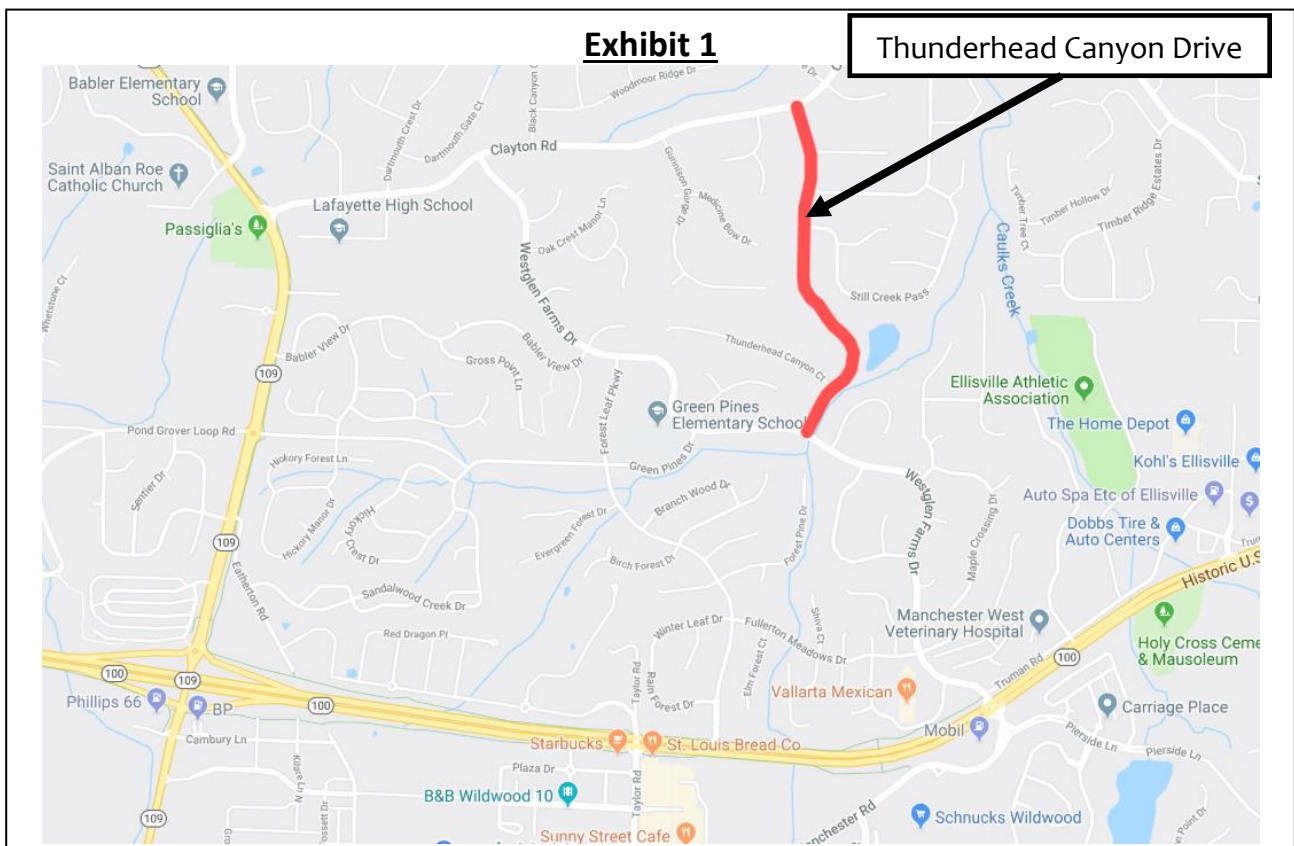 Exhibit 1
Thunderhead Canyon Drive
Babler Elementary
School
Saint Alban Roe
Catholic Church
Passiglia's
Lafayette High School
Dartmouth Crest Dr
Dartmouth Gate Ct
Black Canyon
Woodmoor Ridge Dr
Clayton Rd
Gunnison Gorge Dr
Medicine Bow Dr
Oak Crest Manor Ln
Westglen Farms Dr
Timber Tree Ct
Timber Hollow Dr
Timber Ridge Estates Dr
Caulks Creek
Still Creek Pass
Whetstone Ct
Babler View Dr
109
Gross Point Ln
Babler View Dr
Thunderhead Canyon Ct
Forest Leaf Pkwy
Green Pines
Elementary School
Ellisville Athletic
Association
The Home Depot
Kohl's Ellisville
Auto Spa Etc of Ellisville
Dobbs Tire &
Auto Centers
Pond Grover Loop Rd
Sentier Dr
Hickory Forest Ln
Hickory Manor Dr
Hickory Crest Dr
Green Pines Dr
Branch Wood Dr
Evergreen Forest Dr
Birch Forest Dr
Forest Pine Dr
Westglen Farms Dr
Maple Crossing Dr
Historic U.S
109
Eatherton Rd
Sandalwood Creek Dr
Red Dragon Pl
Winter Leaf Dr
Fullerton Meadows Dr
Shiva Ct
Elm Forest Ct
Rain Forest Dr
Taylor Rd
Manchester West
Veterinary Hospital
Truman Rd
100
Holy Cross Ceme
& Mausoleum
Vallarta Mexican
Carriage Place
Mobil
Pierside Ln
Pierside Ln
100
109
Phillips 66
BP
100
Cambury Ln
Starbucks
St. Louis Bread Co
Plaza Dr
B&B Wildwood 10
Taylor Rd
Sunny Street Cafe
Schnucks Wildwood
109